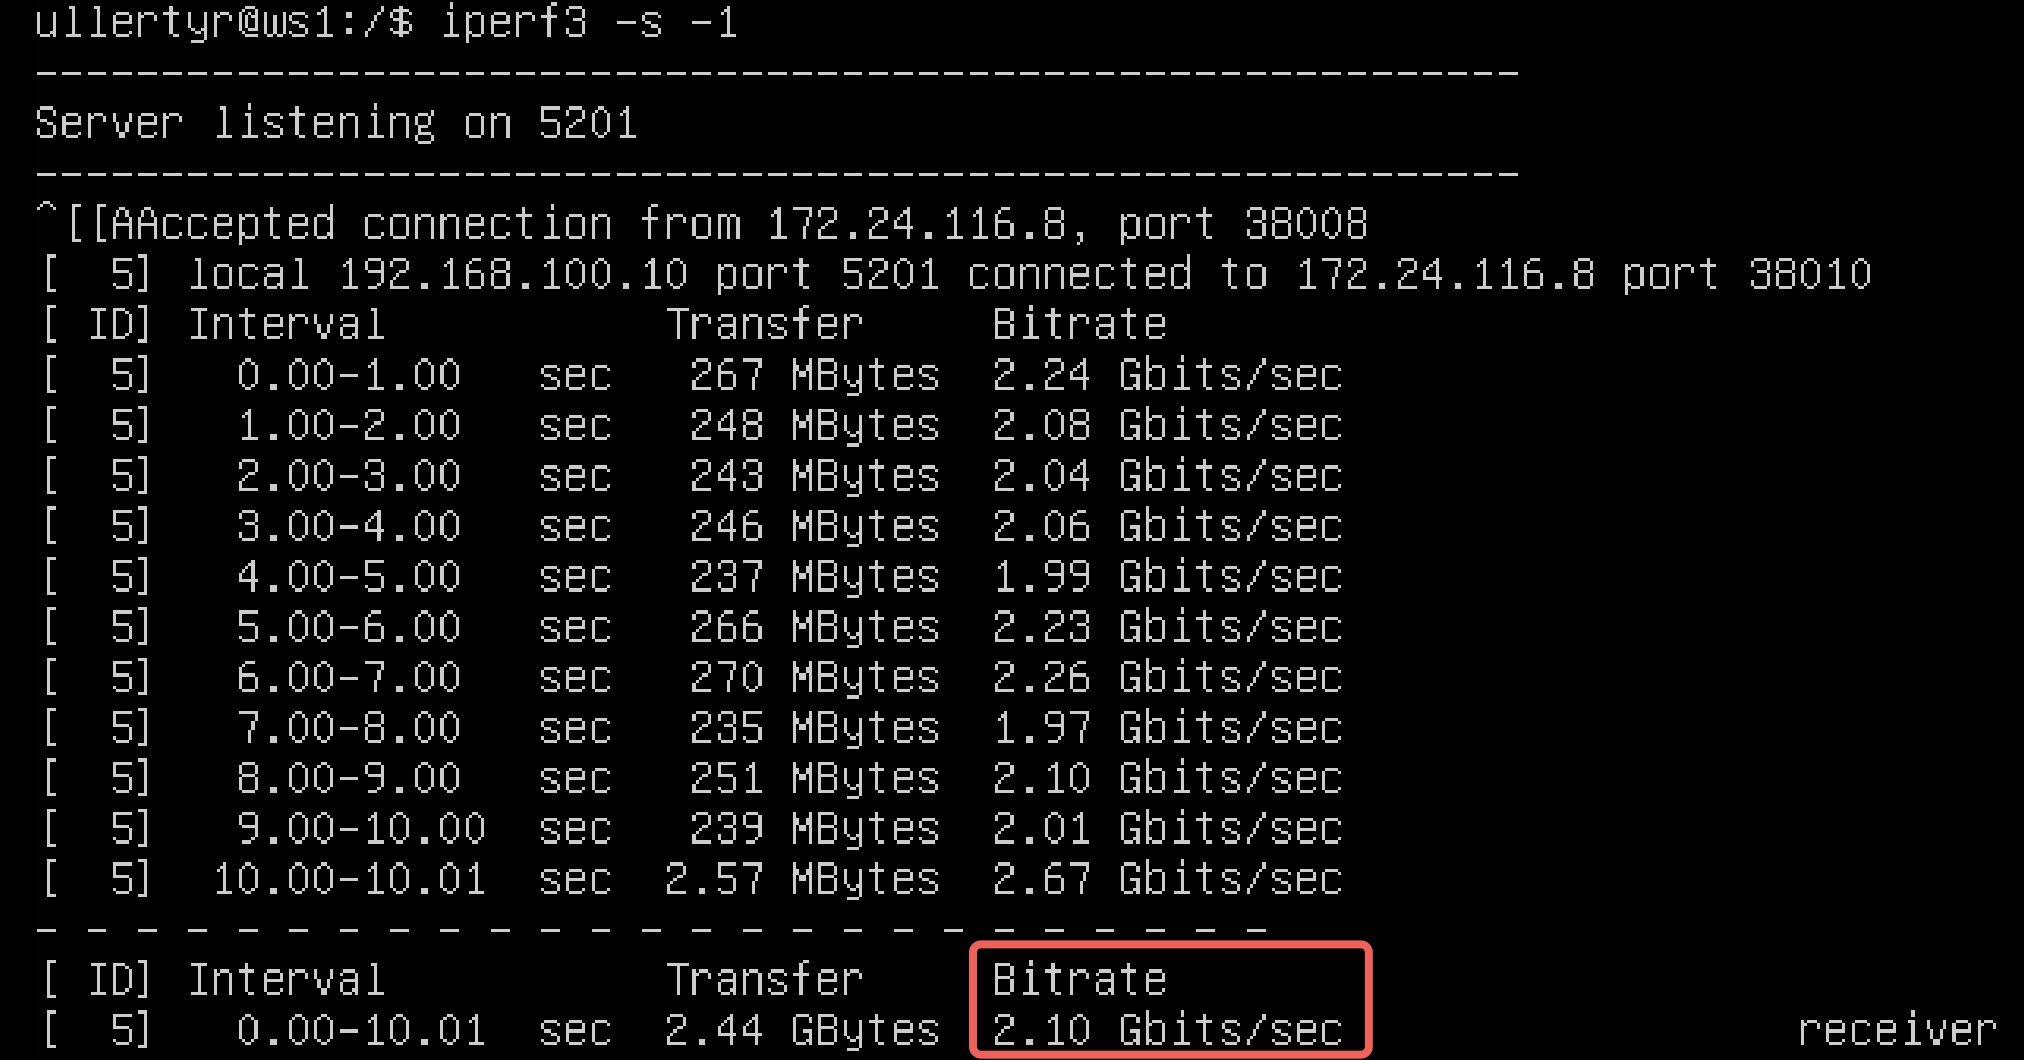 ullertyr@ws1:/$ iperf3 -s -1
-----------------------------------------------------------
Server listening on 5201
-----------------------------------------------------------
^[[AAccepted connection from 172.24.116.8, port 38008
[  5] local 192.168.100.10 port 5201 connected to 172.24.116.8 port 38010
[ ID] Interval           Transfer     Bitrate
[  5]   0.00-1.00   sec   267 MBytes  2.24 Gbits/sec
[  5]   1.00-2.00   sec   248 MBytes  2.08 Gbits/sec
[  5]   2.00-3.00   sec   243 MBytes  2.04 Gbits/sec
[  5]   3.00-4.00   sec   246 MBytes  2.06 Gbits/sec
[  5]   4.00-5.00   sec   237 MBytes  1.99 Gbits/sec
[  5]   5.00-6.00   sec   266 MBytes  2.23 Gbits/sec
[  5]   6.00-7.00   sec   270 MBytes  2.26 Gbits/sec
[  5]   7.00-8.00   sec   235 MBytes  1.97 Gbits/sec
[  5]   8.00-9.00   sec   251 MBytes  2.10 Gbits/sec
[  5]   9.00-10.00  sec   239 MBytes  2.01 Gbits/sec
[  5]  10.00-10.01  sec  2.57 MBytes  2.67 Gbits/sec
- - - - - - - - - - - - - - - - - - - - - - - - -
[ ID] Interval           Transfer     Bitrate
[  5]   0.00-10.01  sec  2.44 GBytes  2.10 Gbits/sec                  receiver